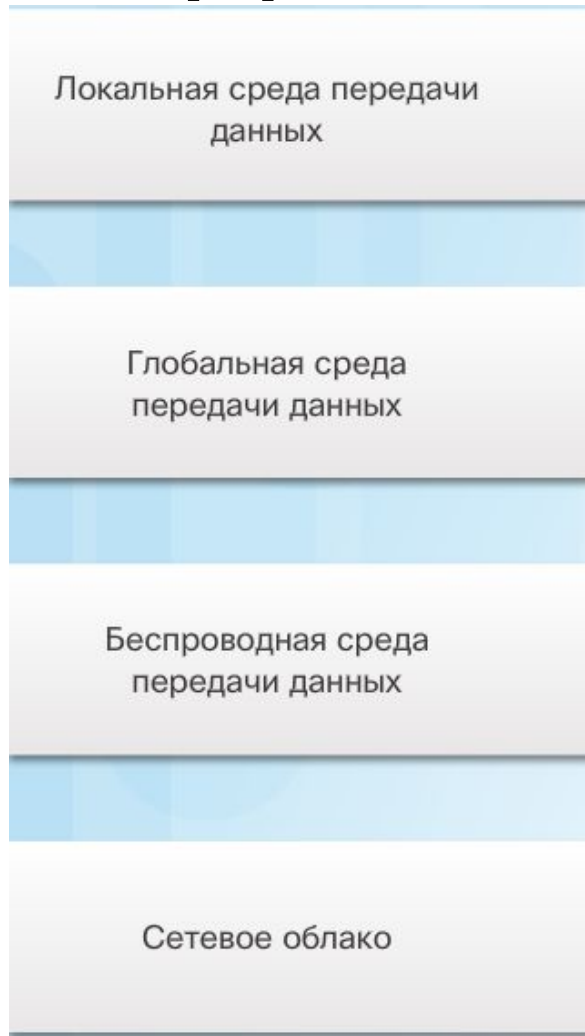 Локальная среда передачи
данных
Глобальная среда
передачи данных
Беспроводная среда
передачи данных
Сетевое облако